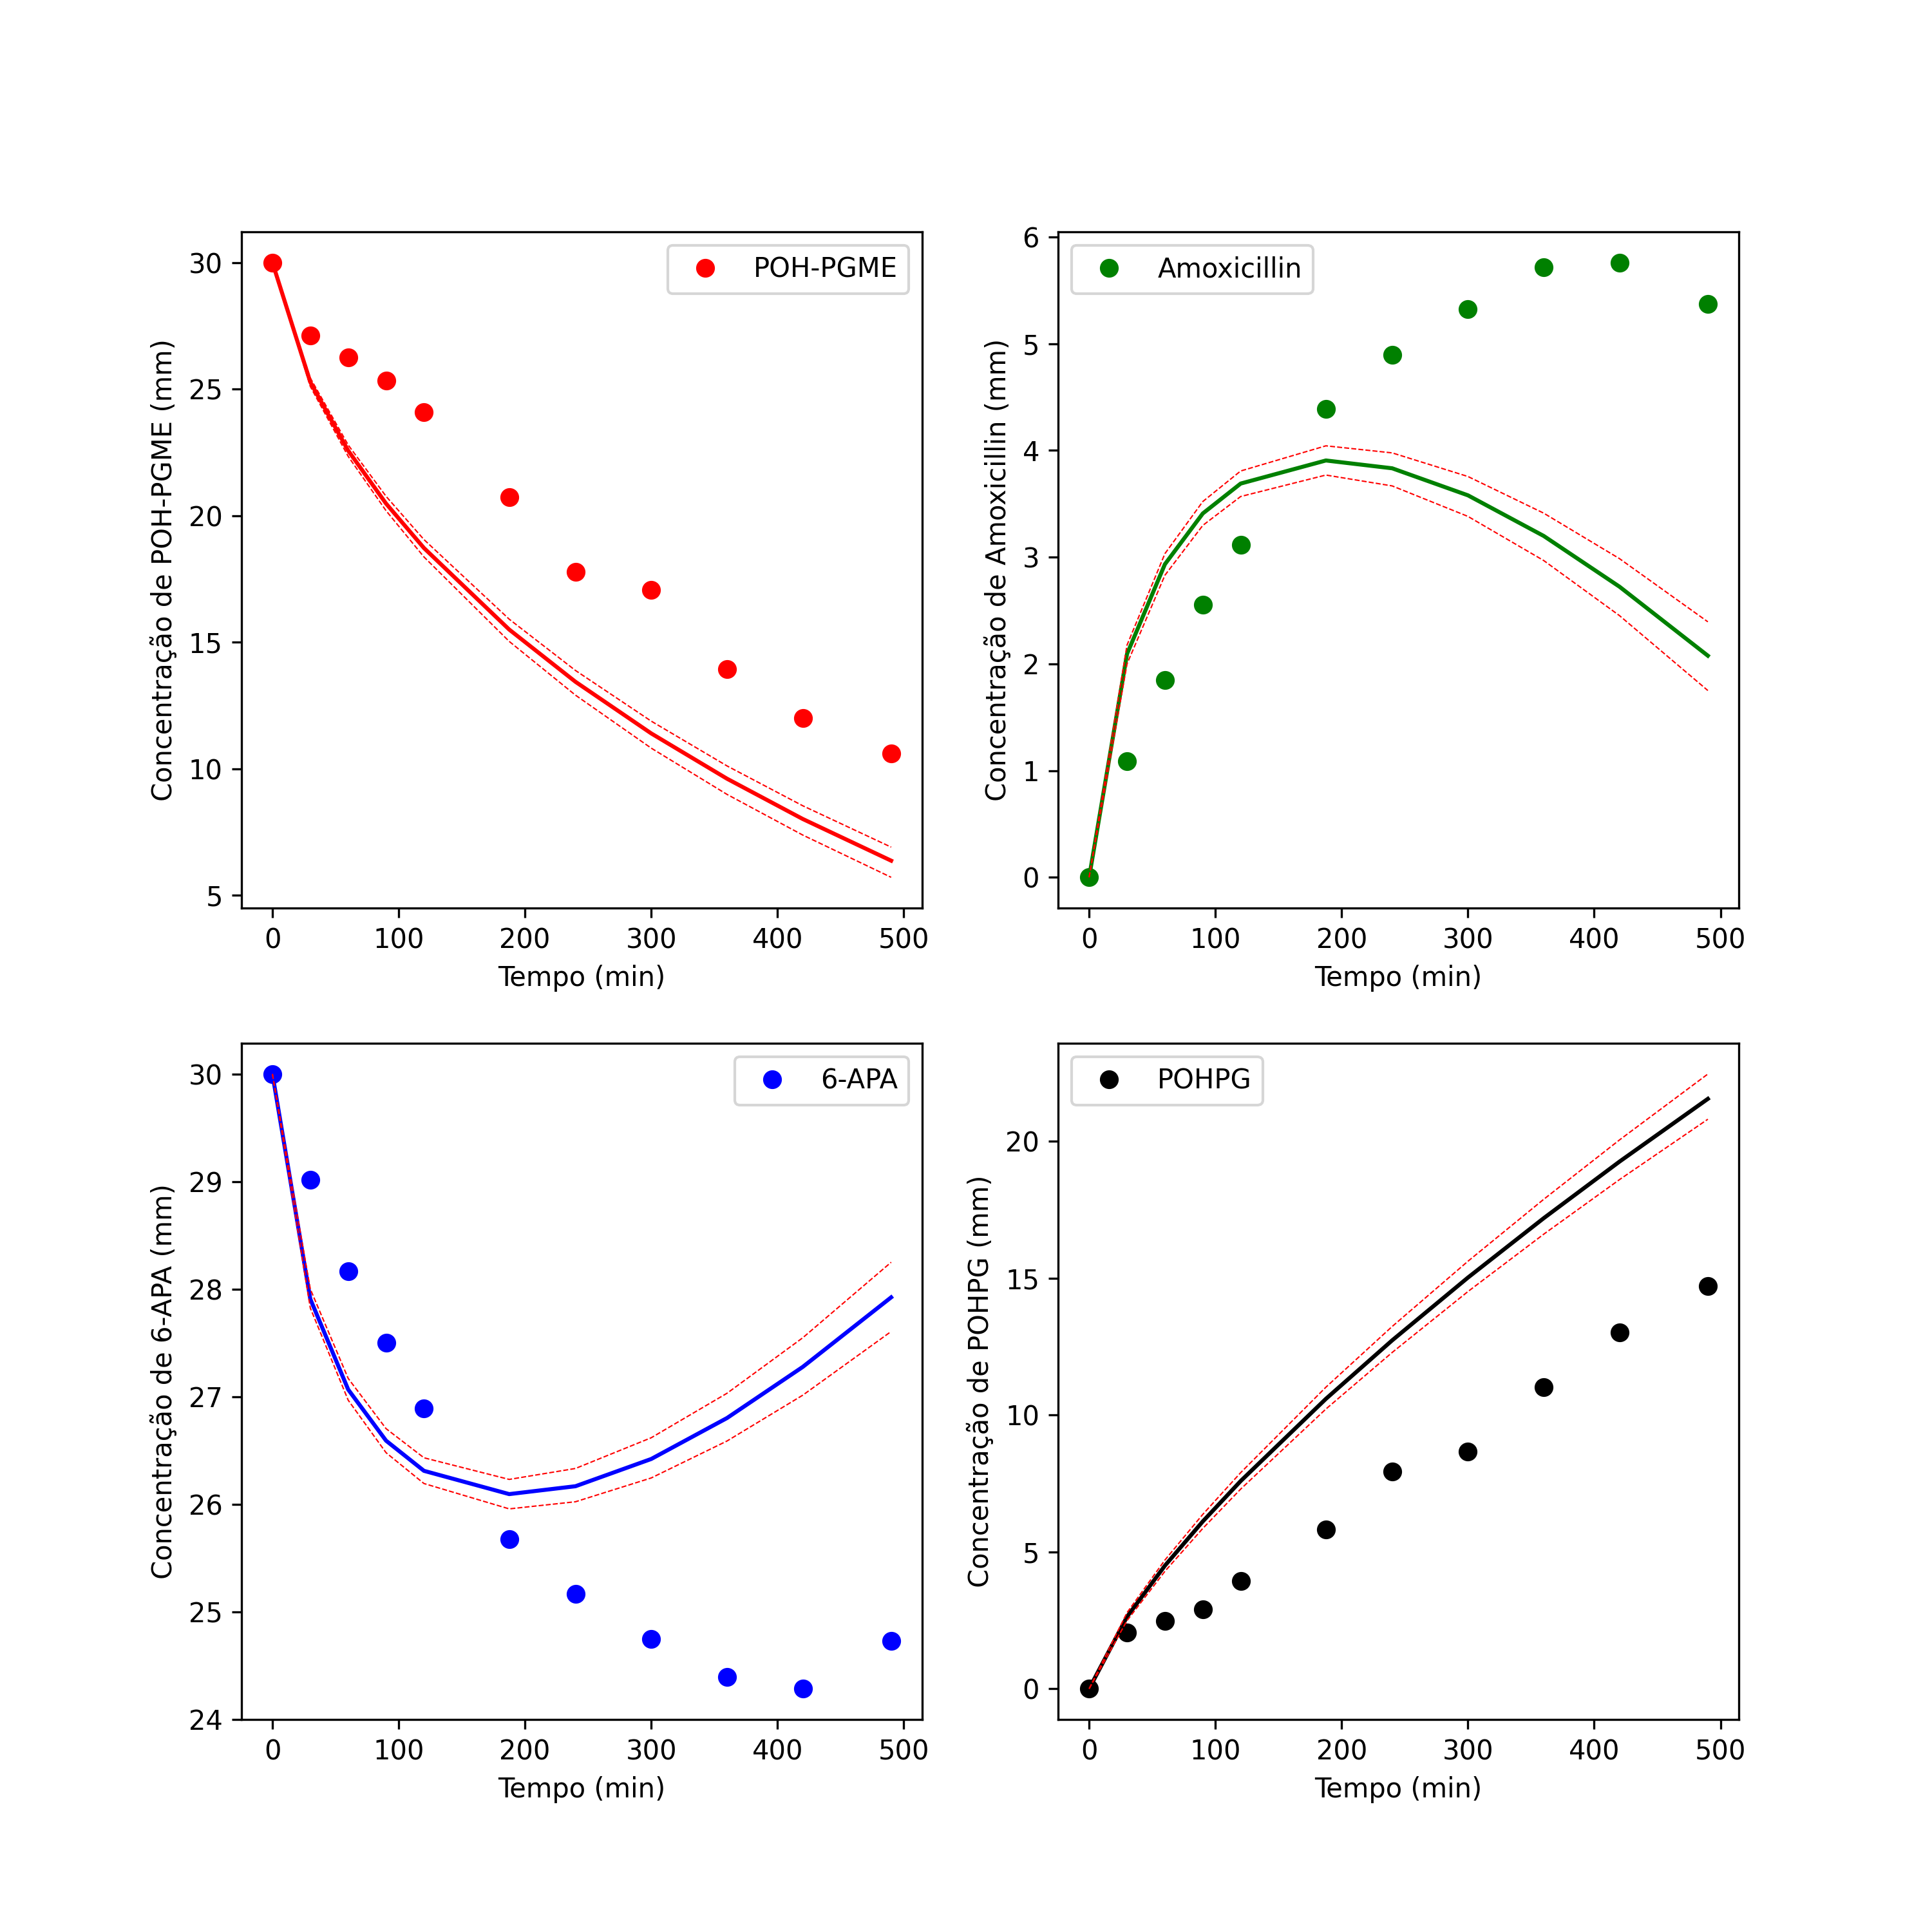 POH-PGME
Concentração de POH-PGME (mm)
30
25
20
15
10
5
0 100 200 300 400 500
Tempo (min)
Amoxicillin
Concentração de Amoxicillin (mm)
6
5
4
3
2
1
0
0 100 200 300 400 500
Tempo (min)
6-APA
Concentração de 6-APA (mm)
30
29
28
27
26
25
24
0 100 200 300 400 500
Tempo (min)
POHPG
Concentração de POHPG (mm)
20
15
10
5
0
0 100 200 300 400 500
Tempo (min)